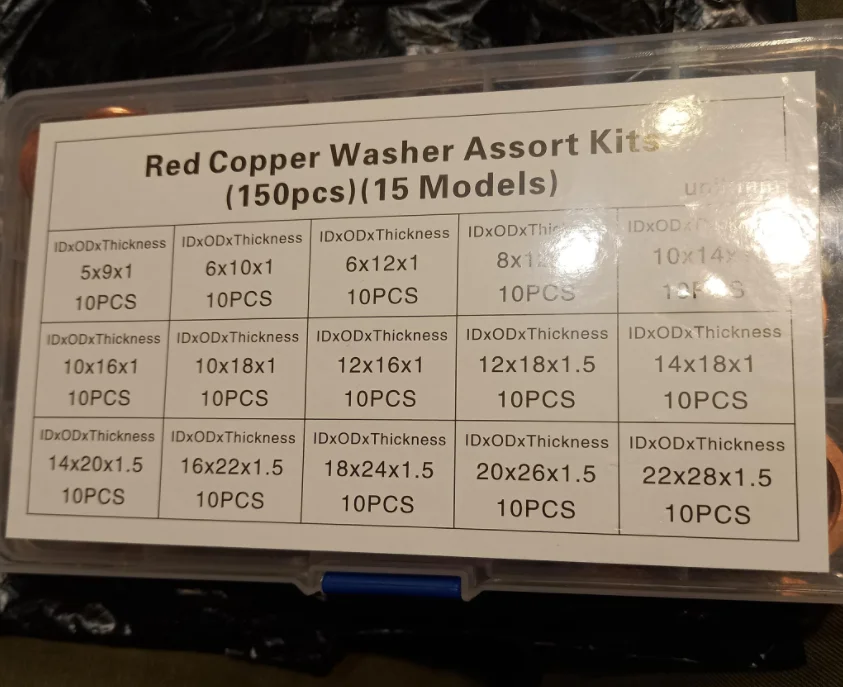 Red Copper Washer Assort Kits
(150pcs)(15 Models)
IDxODxThickness
5x9x1
10PCS
IDxODxThickness
6x10x1
10PCS
IDxODxThickness
6x12x1
10PCS
10PCS
IDxODxThickness
10x16x1
10PCS
IDxODxThickness
10x18x1
10PCS
IDxODxThickness
12x16x1
10PCS
IDxODxThickness
12x18x1.5
10PCS
IDxODxThickness
14x18x1
10PCS
IDxODxThickness
14x20x1.5
10PCS
IDxODxThickness
16x22x1.5
10PCS
IDxODxThickness
18x24x1.5
10PCS
IDxODxThickness
20x26x1.5
10PCS
IDxODxThickness
22x28x1.5
10PCS